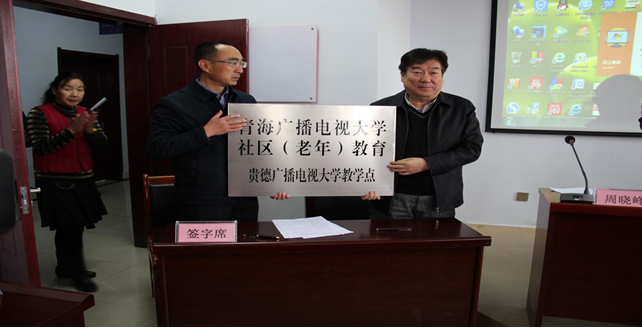 青海广播电视大学
社区（老年）教育
贵德广播电视大学教学点
签字席
周晓峰